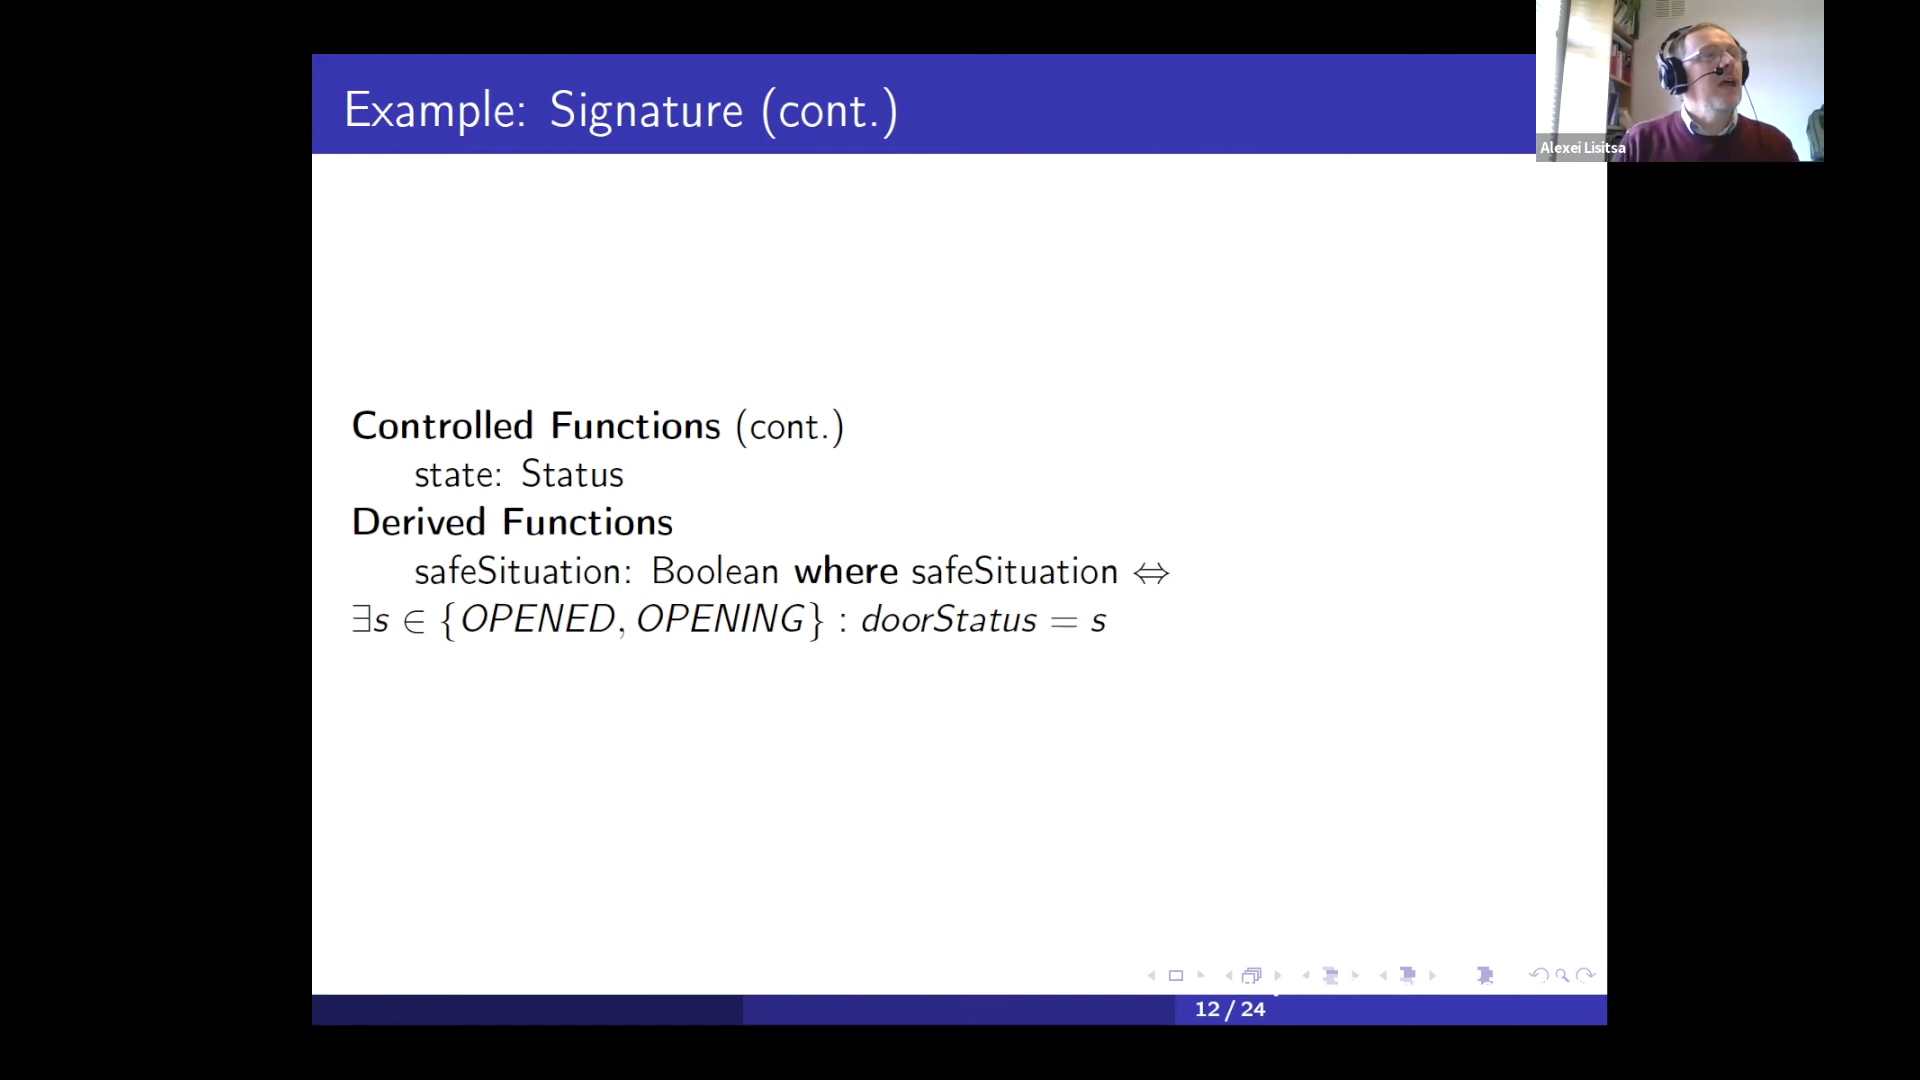 Example: Signature (cont.)
Alexei Lisitsa
Controlled Functions (cont.)
state: Status
Derived Functions
safeSituation: Boolean where safeSituation ⇔
∃s ∈ {OPENED, OPENING} : doorStatus = s
12 / 24